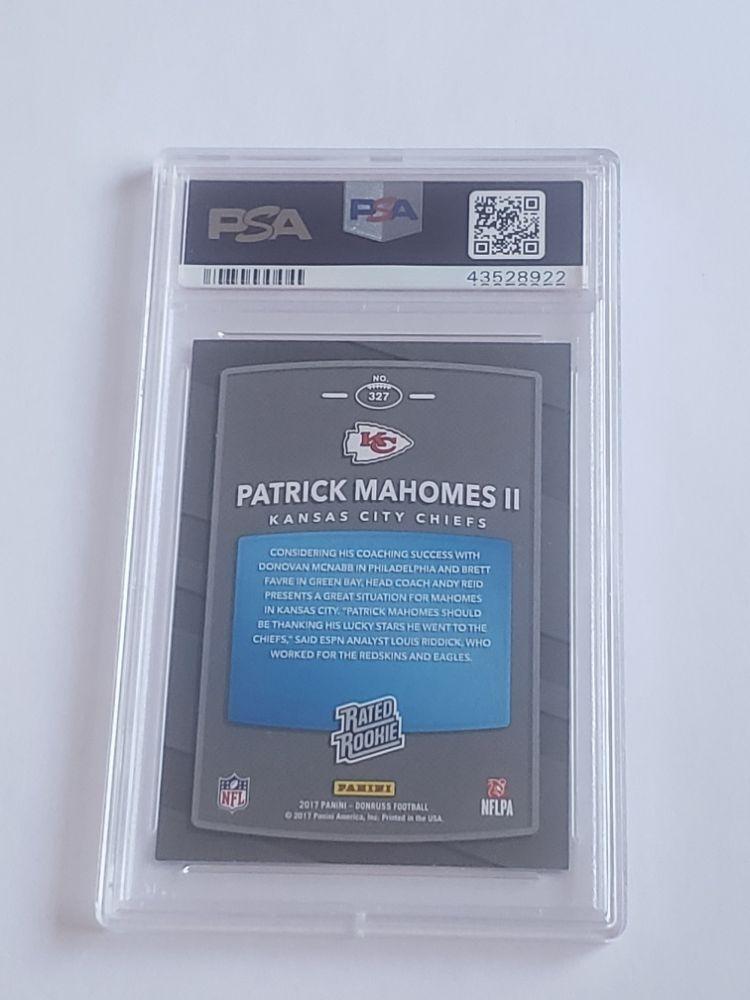 PSA PSA
43528922
NO.
327
KC
PATRICK MAHOMES II
KANSAS CITY CHIEFS
CONSIDERING HIS COACHING SUCCESS WITH
DONOVAN MCNABB IN PHILADELPHIA AND BRETT
FAVRE IN GREEN BAY, HEAD COACH ANDY REID
PRESENTS A GREAT SITUATION FOR MAHOMES
IN KANSAS CITY. "PATRICK MAHOMES SHOULD
BE THANKING HIS LUCKY STARS HE WENT TO THE
CHIEFS," SAID ESPN ANALYST LOUIS RIDDICK, WHO
WORKED FOR THE REDSKINS AND EAGLES.
RATED
ROOKIE
PANINI
NFL
NFLPA
2017 PANINI – DONRUSS FOOTBALL
© 2017 Panini America, Inc. Printed in the USA.